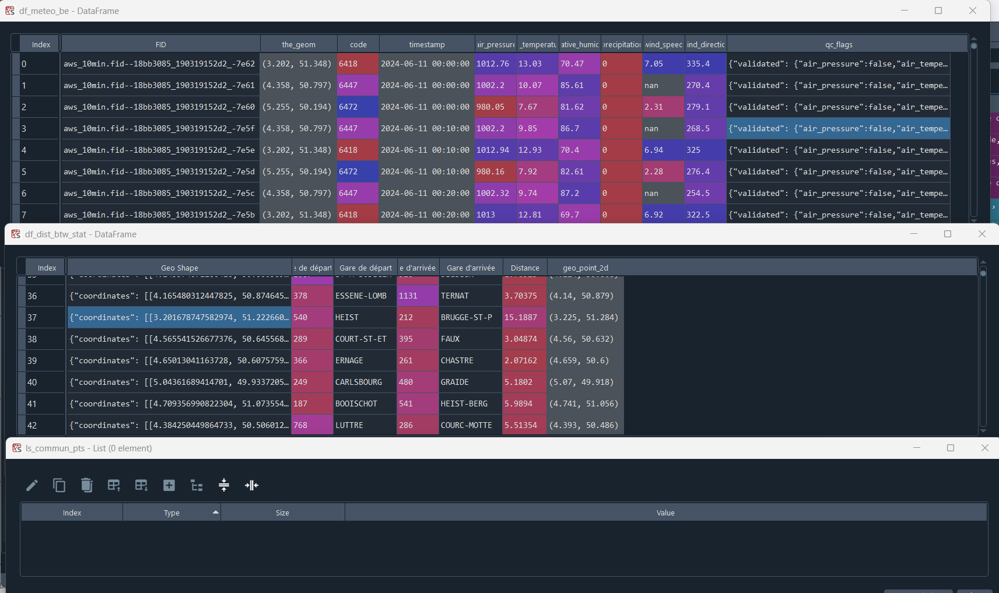 df_meteo_be - DataFrame
Index FID the_geom code timestamp air_pressure _temperatu ative_humic precipitation wind_speed ind_directic qc_flags
0 aws_10min.fid--18bb3085_190319152d2_-7e62 (3.202, 51.348) 6418 2024-06-11 00:00:00 1012.76 13.03 70.47 0 7.05 335.4 {"validated": {"air_pressure":false,"air_tempe…
1 aws_10min.fid--18bb3085_190319152d2_-7e61 (4.358, 50.797) 6447 2024-06-11 00:00:00 1002.2 10.07 85.61 0 nan 270.4 {"validated": {"air_pressure":false,"air_tempe…
2 aws_10min.fid--18bb3085_190319152d2_-7e60 (5.255, 50.194) 6472 2024-06-11 00:00:00 980.05 7.67 81.62 0 2.31 279.1 {"validated": {"air_pressure":false,"air_tempe…
3 aws_10min.fid--18bb3085_190319152d2_-7e5f (4.358, 50.797) 6447 2024-06-11 00:10:00 1002.2 9.85 86.7 0 nan 268.5 {"validated": {"air_pressure":false,"air_tempe…
4 aws_10min.fid--18bb3085_190319152d2_-7e5e (3.202, 51.348) 6418 2024-06-11 00:10:00 1012.94 12.93 70.4 0 6.94 325 {"validated": {"air_pressure":false,"air_tempe…
5 aws_10min.fid--18bb3085_190319152d2_-7e5d (5.255, 50.194) 6472 2024-06-11 00:10:00 980.16 7.92 82.61 0 2.28 276.4 {"validated": {"air_pressure":false,"air_tempe…
6 aws_10min.fid--18bb3085_190319152d2_-7e5c (4.358, 50.797) 6447 2024-06-11 00:20:00 1002.32 9.74 87.2 0 nan 254.5 {"validated": {"air_pressure":false,"air_tempe…
7 aws_10min.fid--18bb3085_190319152d2_-7e5b (3.202, 51.348) 6418 2024-06-11 00:20:00 1013 12.81 69.7 0 6.92 322.5 {"validated": {"air_pressure":false,"air_tempe…
df_dist_btw_stat - DataFrame
Index Geo Shape e de départ Gare de départ e d'arrivée Gare d'arrivée Distance geo_point_2d
36 {"coordinates": [[4.165480312447825, 50.874645… 378 ESSENE-LOMB 1131 TERNAT 3.70375 (4.14, 50.879)
37 {"coordinates": [[3.201678747582974, 51.222660… 540 HEIST 212 BRUGGE-ST-P 15.1887 (3.225, 51.284)
38 {"coordinates": [[4.565541526677376, 50.645568… 289 COURT-ST-ET 395 FAUX 3.04874 (4.56, 50.632)
39 {"coordinates": [[4.65013041163728, 50.6075759… 366 ERNAGE 261 CHASTRE 2.07162 (4.659, 50.6)
40 {"coordinates": [[5.04361689414701, 49.9337205… 249 CARLSBOURG 480 GRAIDE 5.1802 (5.07, 49.918)
41 {"coordinates": [[4.709356990822304, 51.073554… 187 BOOISCHOT 541 HEIST-BERG 5.9894 (4.741, 51.056)
42 {"coordinates": [[4.384250449864733, 50.506012… 768 LUTTRE 286 COURC-MOTTE 5.51354 (4.393, 50.486)
ls_commun_pts - List (0 element)
Index Type Size Value